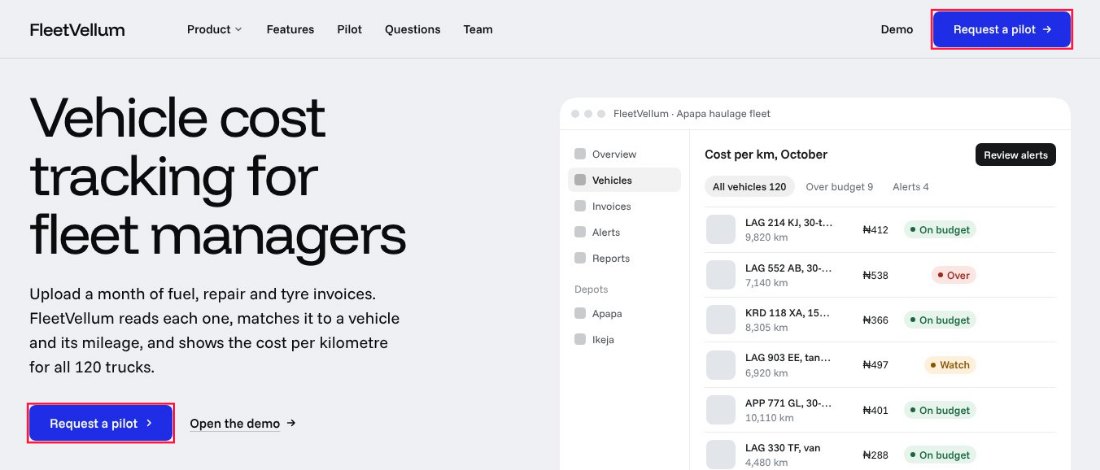 FleetVellum
Product Features Pilot Questions Team
Demo Request a pilot →
Vehicle cost
tracking for
fleet managers
Upload a month of fuel, repair and tyre invoices.
FleetVellum reads each one, matches it to a vehicle
and its mileage, and shows the cost per kilometre
for all 120 trucks.
Request a pilot
Open the demo →
FleetVellum · Apapa haulage fleet
Overview
Vehicles
Invoices
Alerts
Reports
Depots
Apapa
Ikeja
Cost per km, October
Review alerts
All vehicles 120 Over budget 9 Alerts 4
LAG 214 KJ, 30-t... ₦412 On budget
9,820 km
LAG 552 AB, 30-... ₦538 Over
7,140 km
KRD 118 XA, 15... ₦366 On budget
8,305 km
LAG 903 EE, tan... ₦497 Watch
6,920 km
APP 771 GL, 30-... ₦401 On budget
10,110 km
LAG 330 TF, van ₦288 On budget
4,480 km